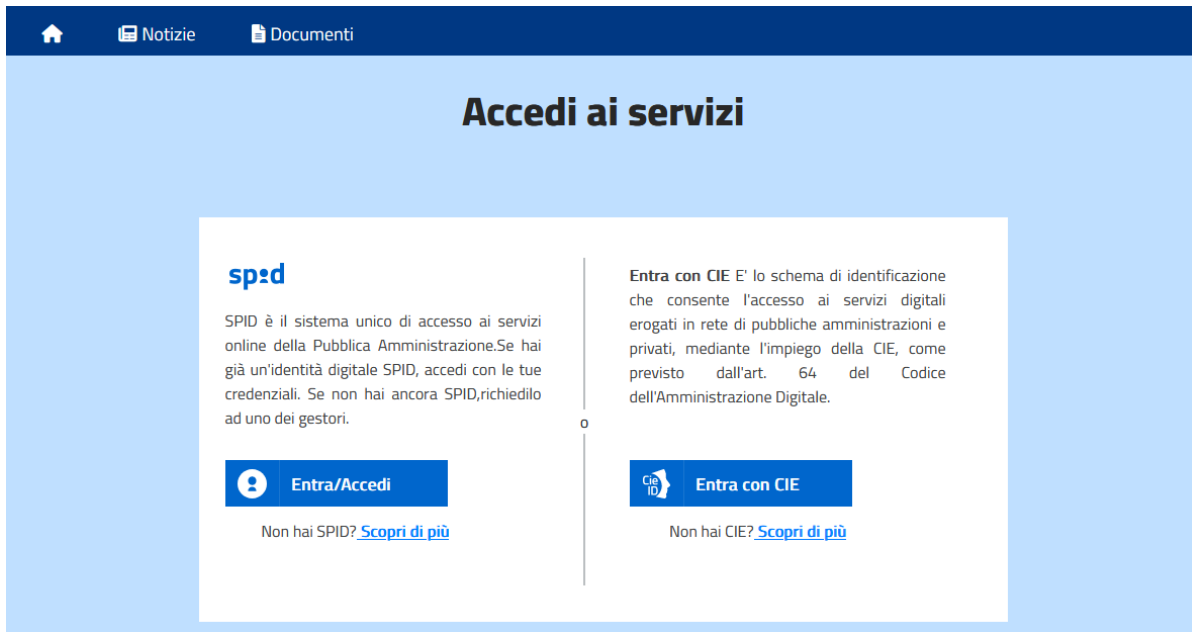 Notizie
Documenti
Accedi ai servizi
spid
SPID è il sistema unico di accesso ai servizi
online della Pubblica Amministrazione.Se hai
già un'identità digitale SPID, accedi con le tue
credenziali. Se non hai ancora SPID,richiedilo
ad uno dei gestori.
Entra/Accedi
Non hai SPID? Scopri di più
o
Entra con CIE E' lo schema di identificazione
che consente l'accesso ai servizi digitali
erogati in rete di pubbliche amministrazioni e
privati, mediante l'impiego della CIE, come
previsto dall'art. 64 del Codice
dell'Amministrazione Digitale.
Cie
ID
Entra con CIE
Non hai CIE? Scopri di più